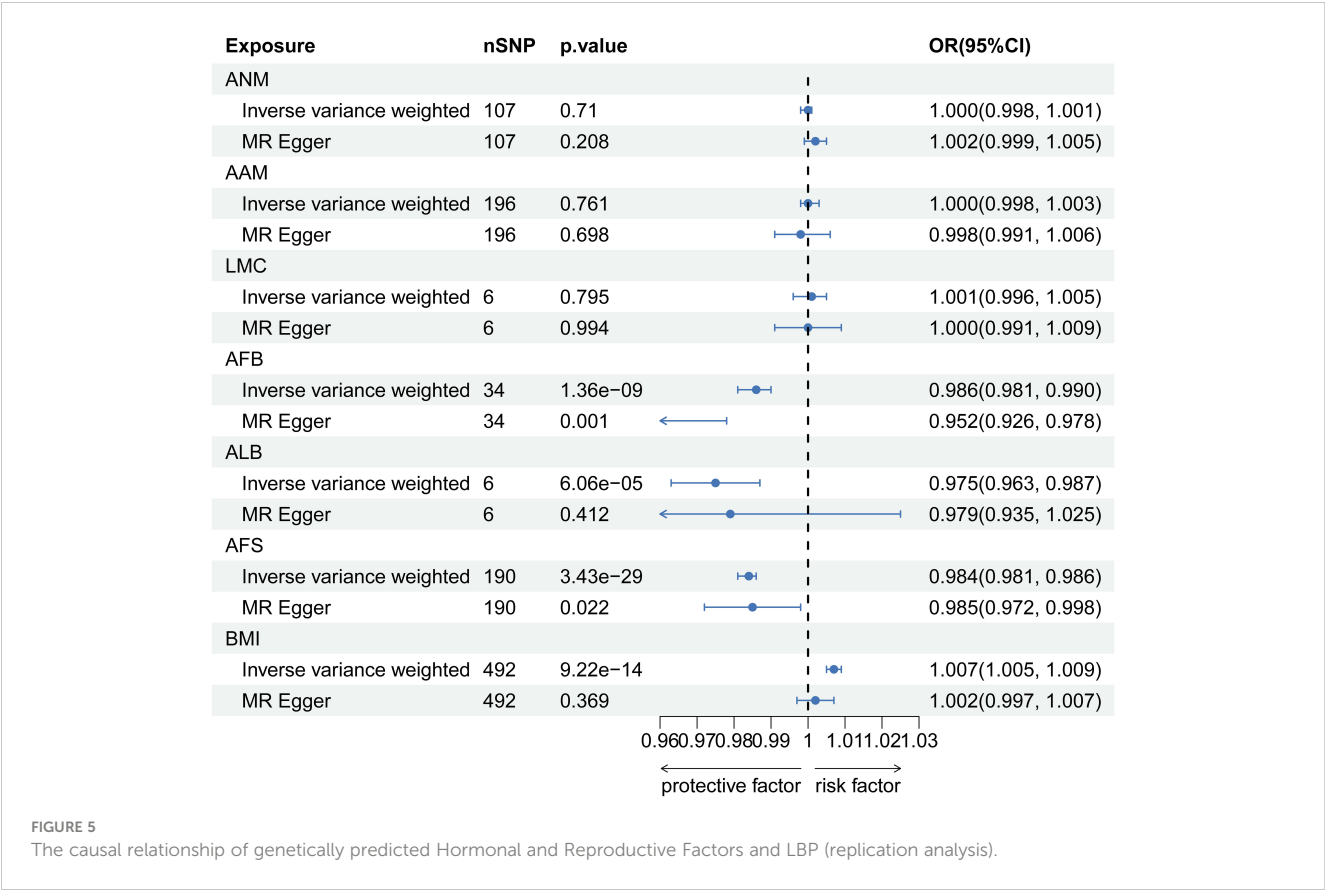 Exposure nSNP p.value OR(95%CI)
ANM
Inverse variance weighted 107 0.71 1.000(0.998, 1.001)
MR Egger 107 0.208 1.002(0.999, 1.005)
AAM
Inverse variance weighted 196 0.761 1.000(0.998, 1.003)
MR Egger 196 0.698 0.998(0.991, 1.006)
LMC
Inverse variance weighted 6 0.795 1.001(0.996, 1.005)
MR Egger 6 0.994 1.000(0.991, 1.009)
AFB
Inverse variance weighted 34 1.36e−09 0.986(0.981, 0.990)
MR Egger 34 0.001 0.952(0.926, 0.978)
ALB
Inverse variance weighted 6 6.06e−05 0.975(0.963, 0.987)
MR Egger 6 0.412 0.979(0.935, 1.025)
AFS
Inverse variance weighted 190 3.43e−29 0.984(0.981, 0.986)
MR Egger 190 0.022 0.985(0.972, 0.998)
BMI
Inverse variance weighted 492 9.22e−14 1.007(1.005, 1.009)
MR Egger 492 0.369 1.002(0.997, 1.007)
0.96 0.97 0.98 0.99 1 1.01 1.02 1.03
protective factor risk factor
FIGURE 5
The causal relationship of genetically predicted Hormonal and Reproductive Factors and LBP (replication analysis).